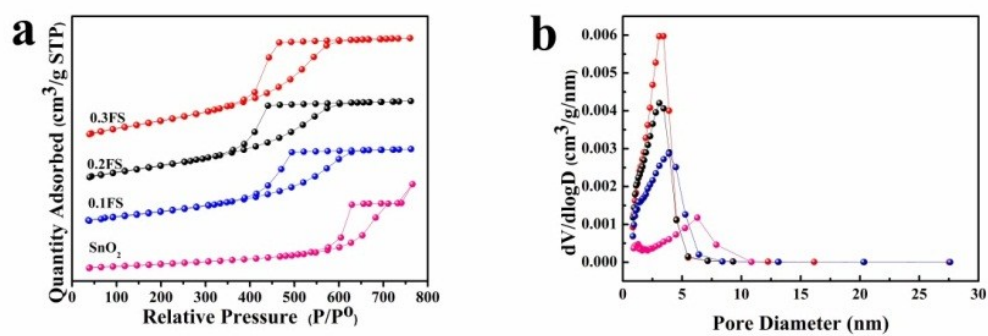 a
Quantity Adsorbed (cm³/g STP)
0.3FS
0.2FS
0.1FS
SnO₂
0 100 200 300 400 500 600 700 800
Relative Pressure (P/P⁰)
b
dV/dlogD (cm³/g/nm)
0.006
0.005
0.004
0.003
0.002
0.001
0.000
0 5 10 15 20 25 30
Pore Diameter (nm)